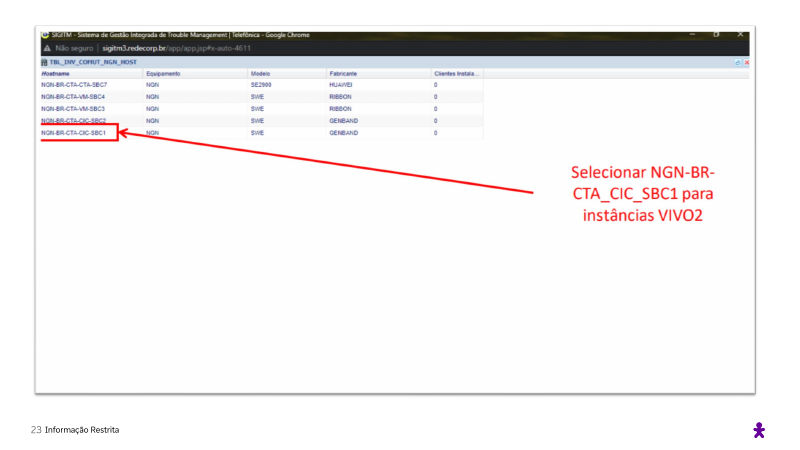 SIGITM - Sistema de Gestão Integrada de Trouble Management | Telefônica - Google Chrome
Não seguro | sigitm3.redecorp.br/app/app.jsp#x-auto-4611
TBL_INV_COMUT_NGN_HOST
Hostname Equipamento Modelo Fabricante Clientes Instala...
NGN-BR-CTA-CTA-SBC7 NGN SE2900 HUAWEI 0
NGN-BR-CTA-VM-SBC4 NGN SWE RIBBON 0
NGN-BR-CTA-VM-SBC3 NGN SWE RIBBON 0
NGN-BR-CTA-CIC-SBC2 NGN SWE GENBAND 0
NGN-BR-CTA-CIC-SBC1 NGN SWE GENBAND 0
Selecionar NGN-BR-
CTA_CIC_SBC1 para
instâncias VIVO2
23 Informação Restrita